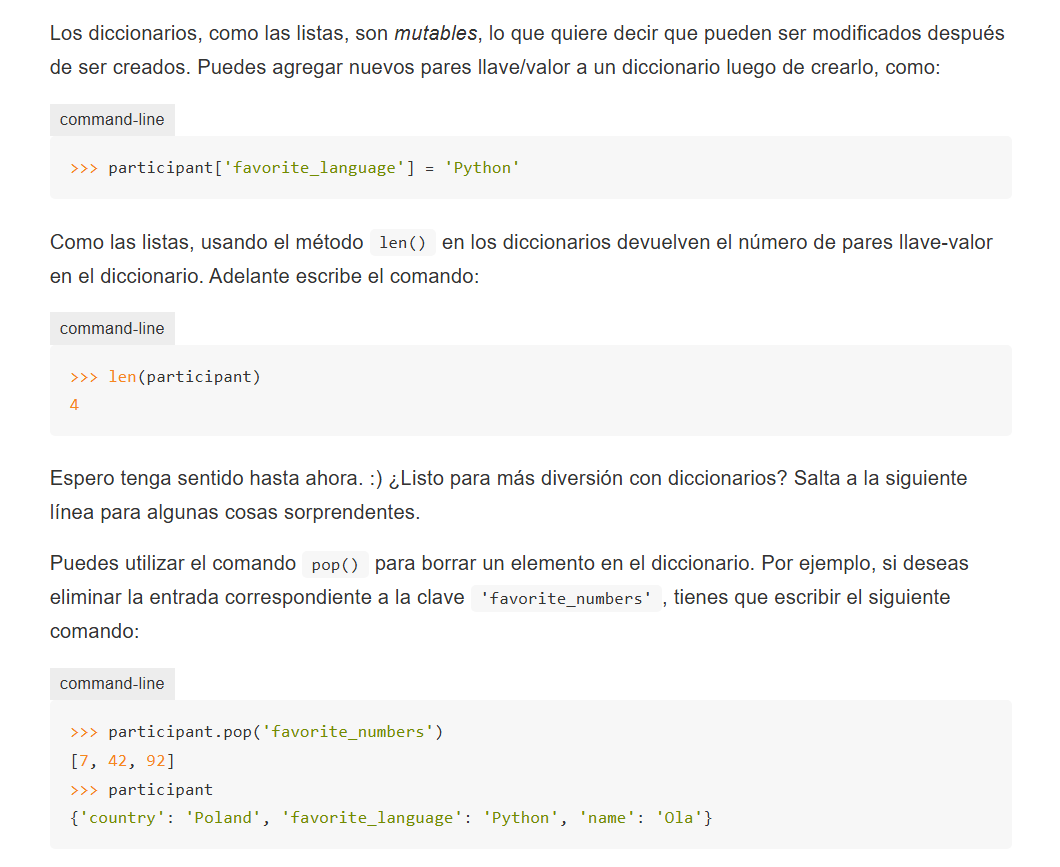 Los diccionarios, como las listas, son mutables, lo que quiere decir que pueden ser modificados después
de ser creados. Puedes agregar nuevos pares llave/valor a un diccionario luego de crearlo, como:
command-line
>>> participant['favorite_language'] = 'Python'
Como las listas, usando el método len() en los diccionarios devuelven el número de pares llave-valor
en el diccionario. Adelante escribe el comando:
command-line
>>> len(participant)
4
Espero tenga sentido hasta ahora. :) ¿Listo para más diversión con diccionarios? Salta a la siguiente
línea para algunas cosas sorprendentes.
Puedes utilizar el comando pop() para borrar un elemento en el diccionario. Por ejemplo, si deseas
eliminar la entrada correspondiente a la clave 'favorite_numbers', tienes que escribir el siguiente
comando:
command-line
>>> participant.pop('favorite_numbers')
[7, 42, 92]
>>> participant
{'country': 'Poland', 'favorite_language': 'Python', 'name': 'Ola'}